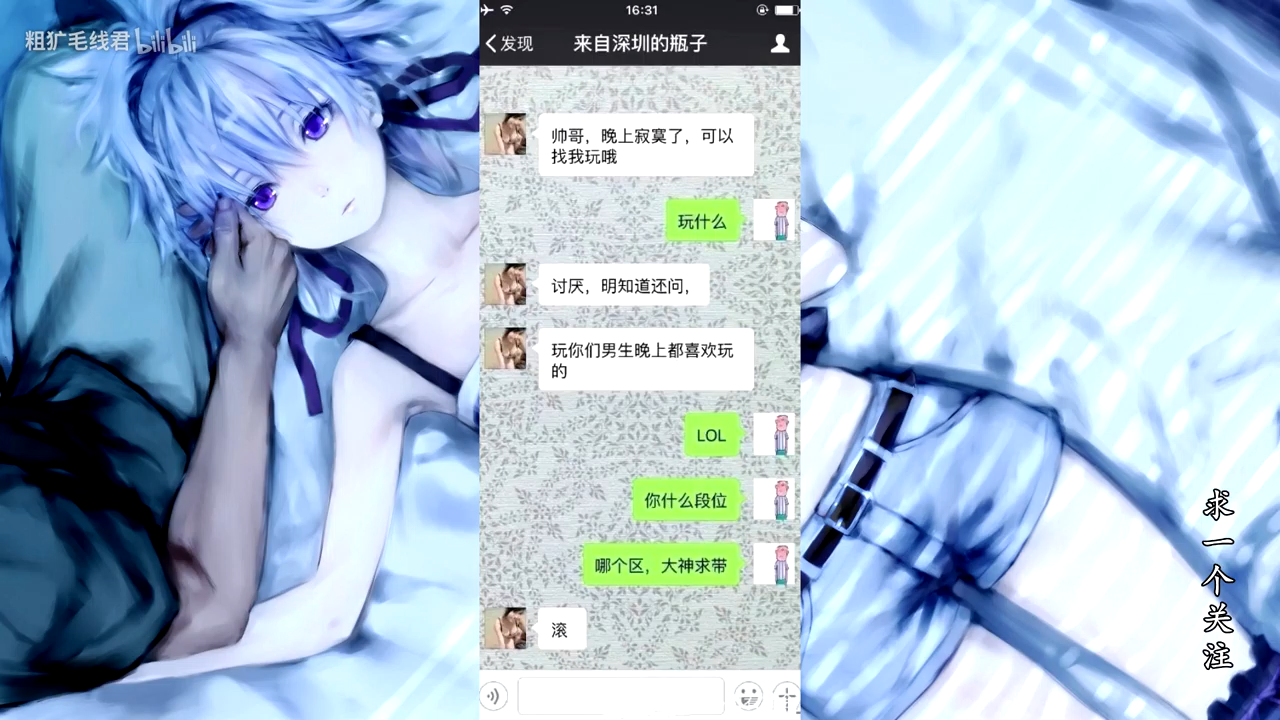 粗犷毛线君 bilibili
16:31
发现
来自深圳的瓶子
帅哥，晚上寂寞了，可以
找我玩哦
玩什么
讨厌，明知道还问，
玩你们男生晚上都喜欢玩
的
LOL
你什么段位
哪个区，大神求带
滚
求一个关注